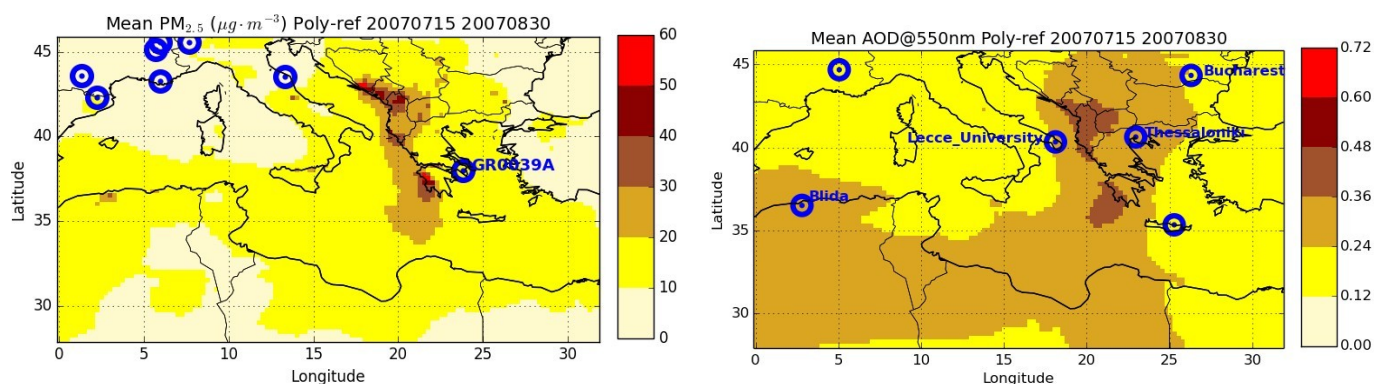 Mean PM₂.₅ (μg·m⁻³) Poly-ref 20070715 20070830
45
40
35
30
Latitude
0 5 10 15 20 25 30
Longitude
GR0039A
60
50
40
30
20
10
0
Mean AOD@550nm Poly-ref 20070715 20070830
45
40
35
30
Latitude
0 5 10 15 20 25 30
Longitude
Bucharest
Lecce_University
Thessaloniki
Blida
0.72
0.60
0.48
0.36
0.24
0.12
0.00